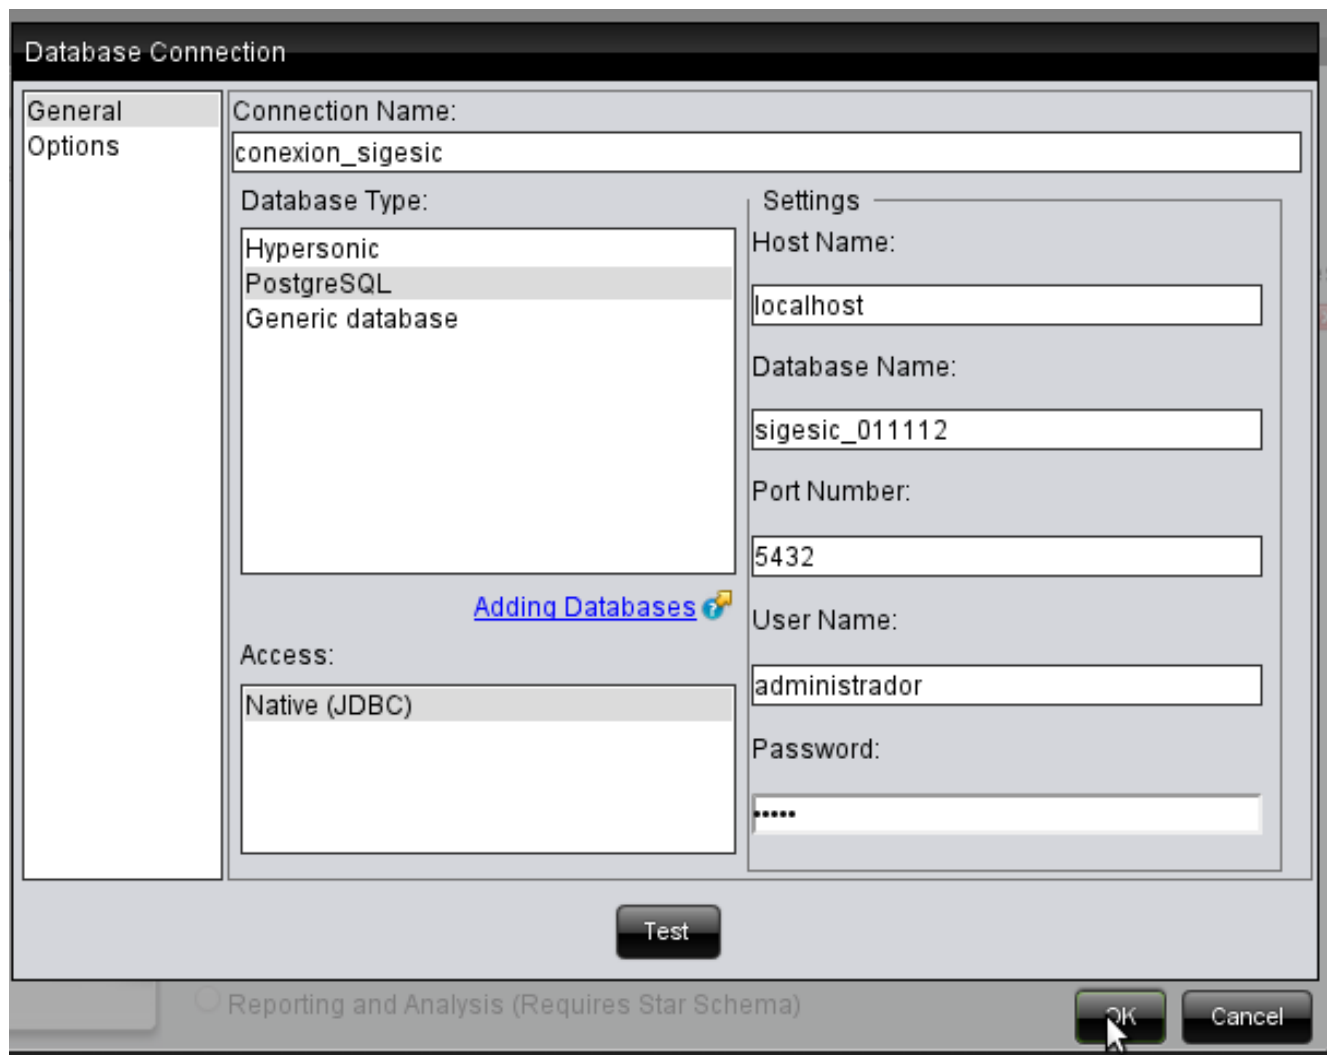 Database Connection
General
Options
Connection Name:
conexion_sigesic
Database Type:
Hypersonic
PostgreSQL
Generic database
Adding Databases
Access:
Native (JDBC)
Settings
Host Name:
localhost
Database Name:
sigesic_011112
Port Number:
5432
User Name:
administrador
Password:
•••••
Test
Reporting and Analysis (Requires Star Schema)
OK
Cancel